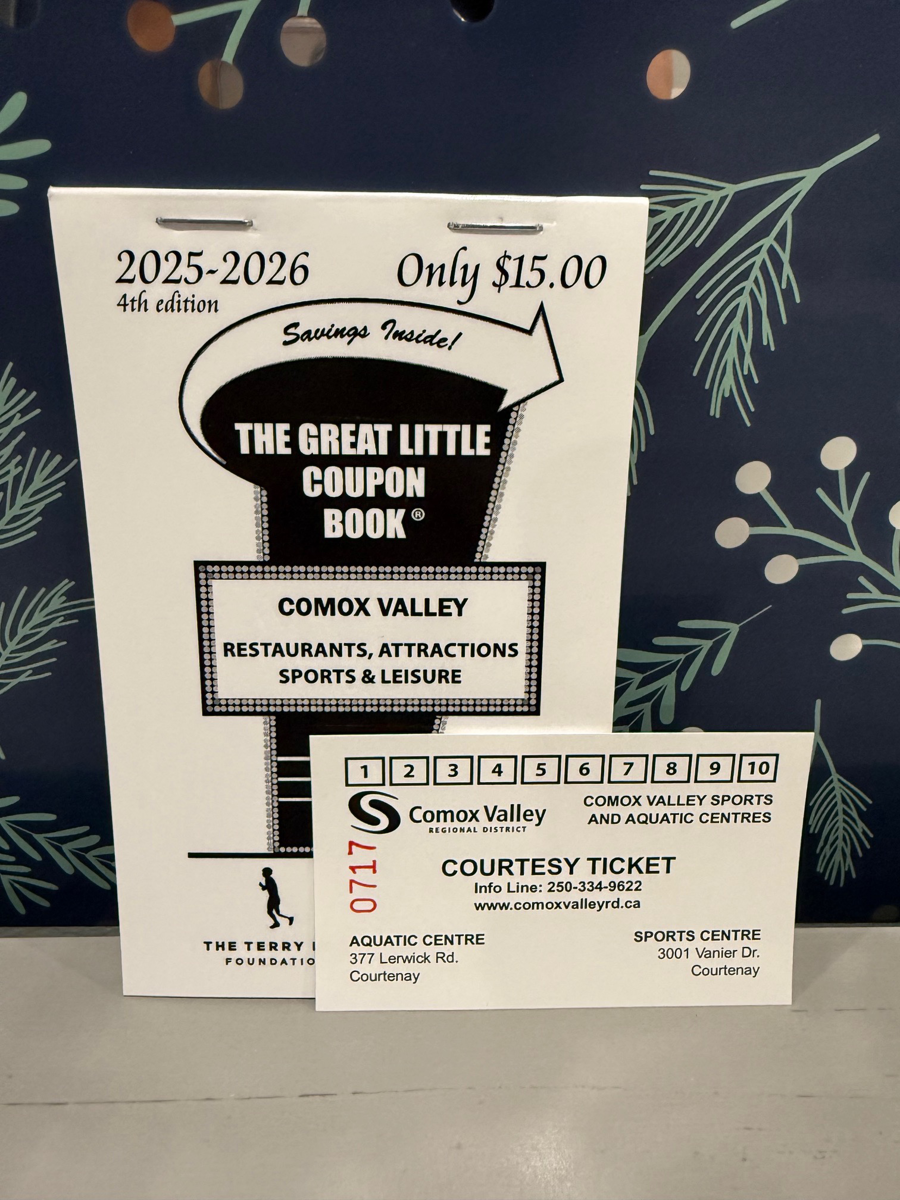 2025-2026
Only $15.00
4th edition
Savings Inside!
THE GREAT LITTLE
COUPON
BOOK®
COMOX VALLEY
RESTAURANTS, ATTRACTIONS
SPORTS & LEISURE
THE TERRY
FOUNDATIO
1 2 3 4 5 6 7 8 9 10
Comox Valley
REGIONAL DISTRICT
COMOX VALLEY SPORTS
AND AQUATIC CENTRES
0717
COURTESY TICKET
Info Line: 250-334-9622
www.comoxvalleyrd.ca
AQUATIC CENTRE
377 Lerwick Rd.
Courtenay
SPORTS CENTRE
3001 Vanier Dr.
Courtenay